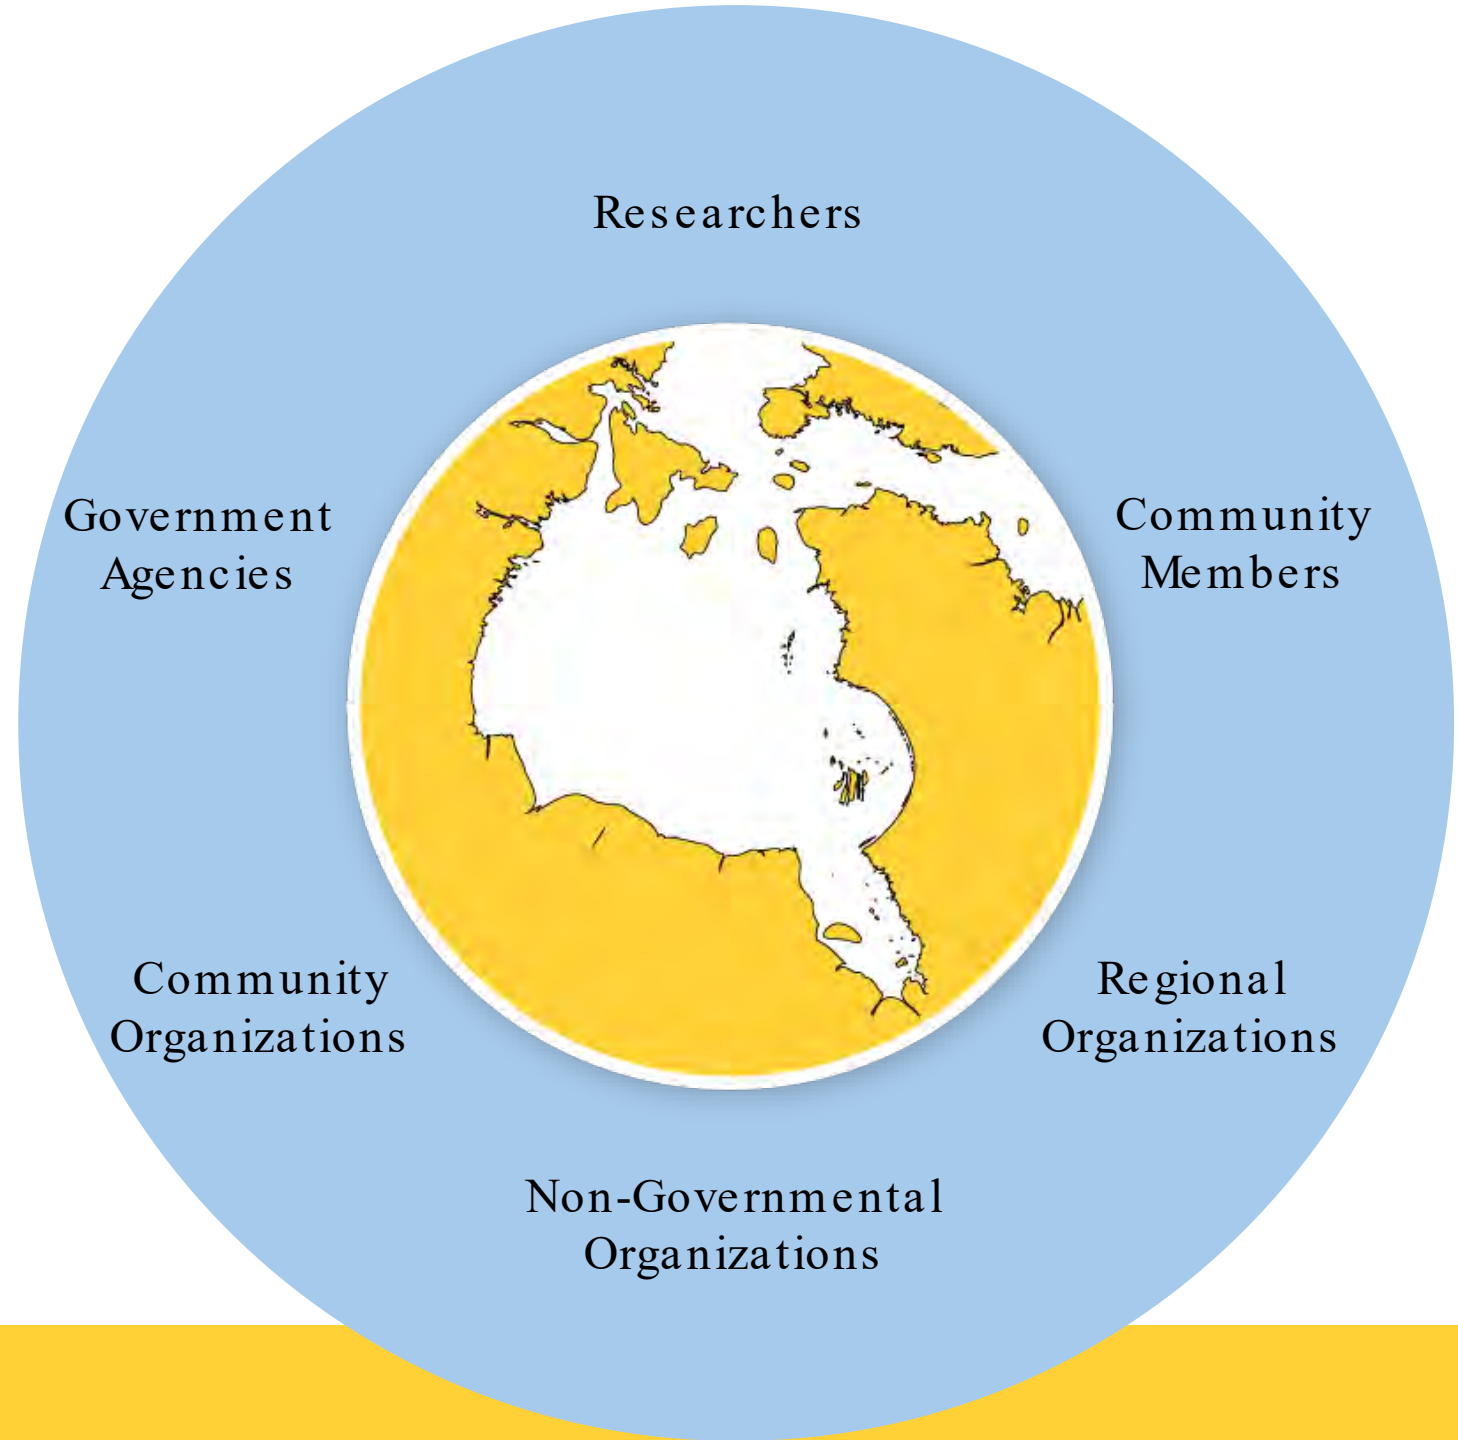 Researchers
Government
Agencies
Community
Members
Community
Organizations
Regional
Organizations
Non-Governmental
Organizations